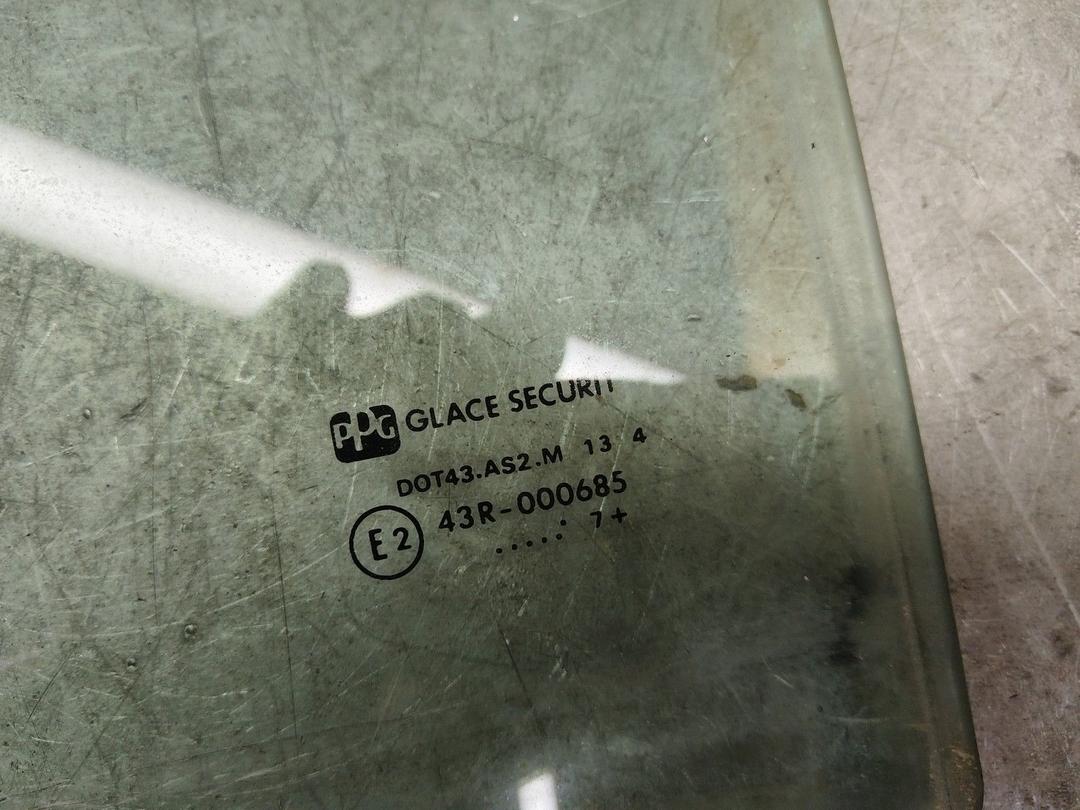 PPG GLACE SECURIT
DOT43.AS2.M 13 4
E2 43R-000685
..... : 7+